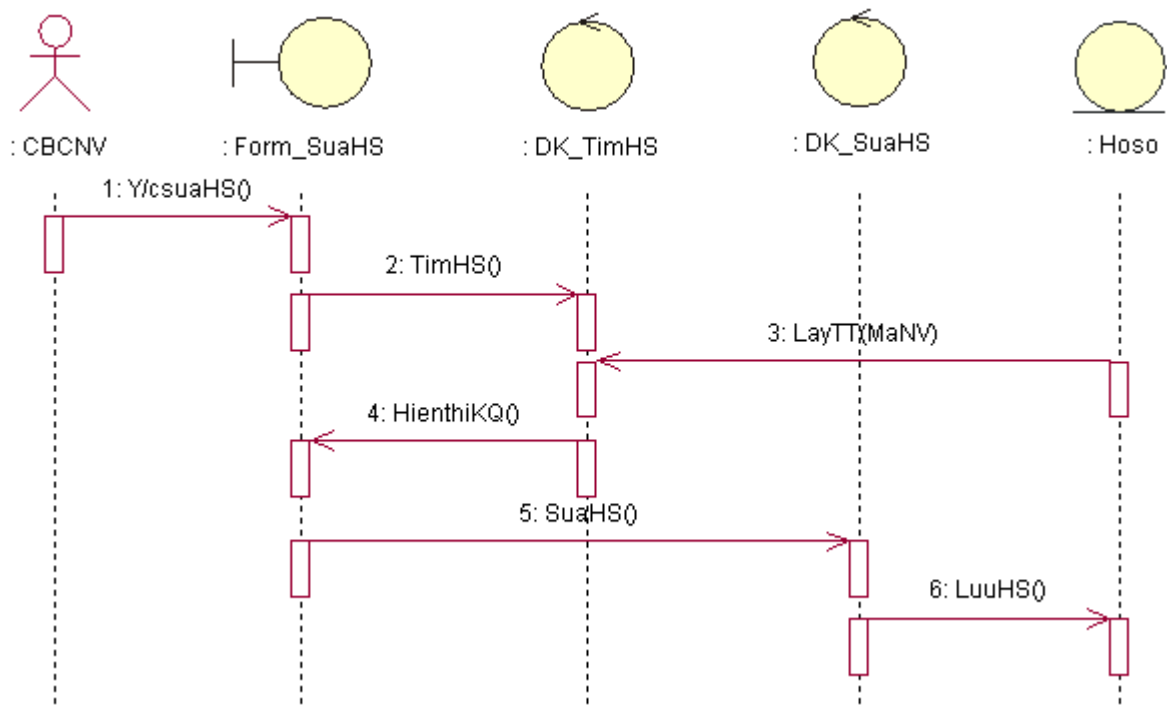 : CBCNV
: Form_SuaHS
: DK_TimHS
: DK_SuaHS
: Hoso
1: Y/csuaHS()
2: TimHS()
3: LayTT(MaNV)
4: HienthiKQ()
5: SuaHS()
6: LuuHS()